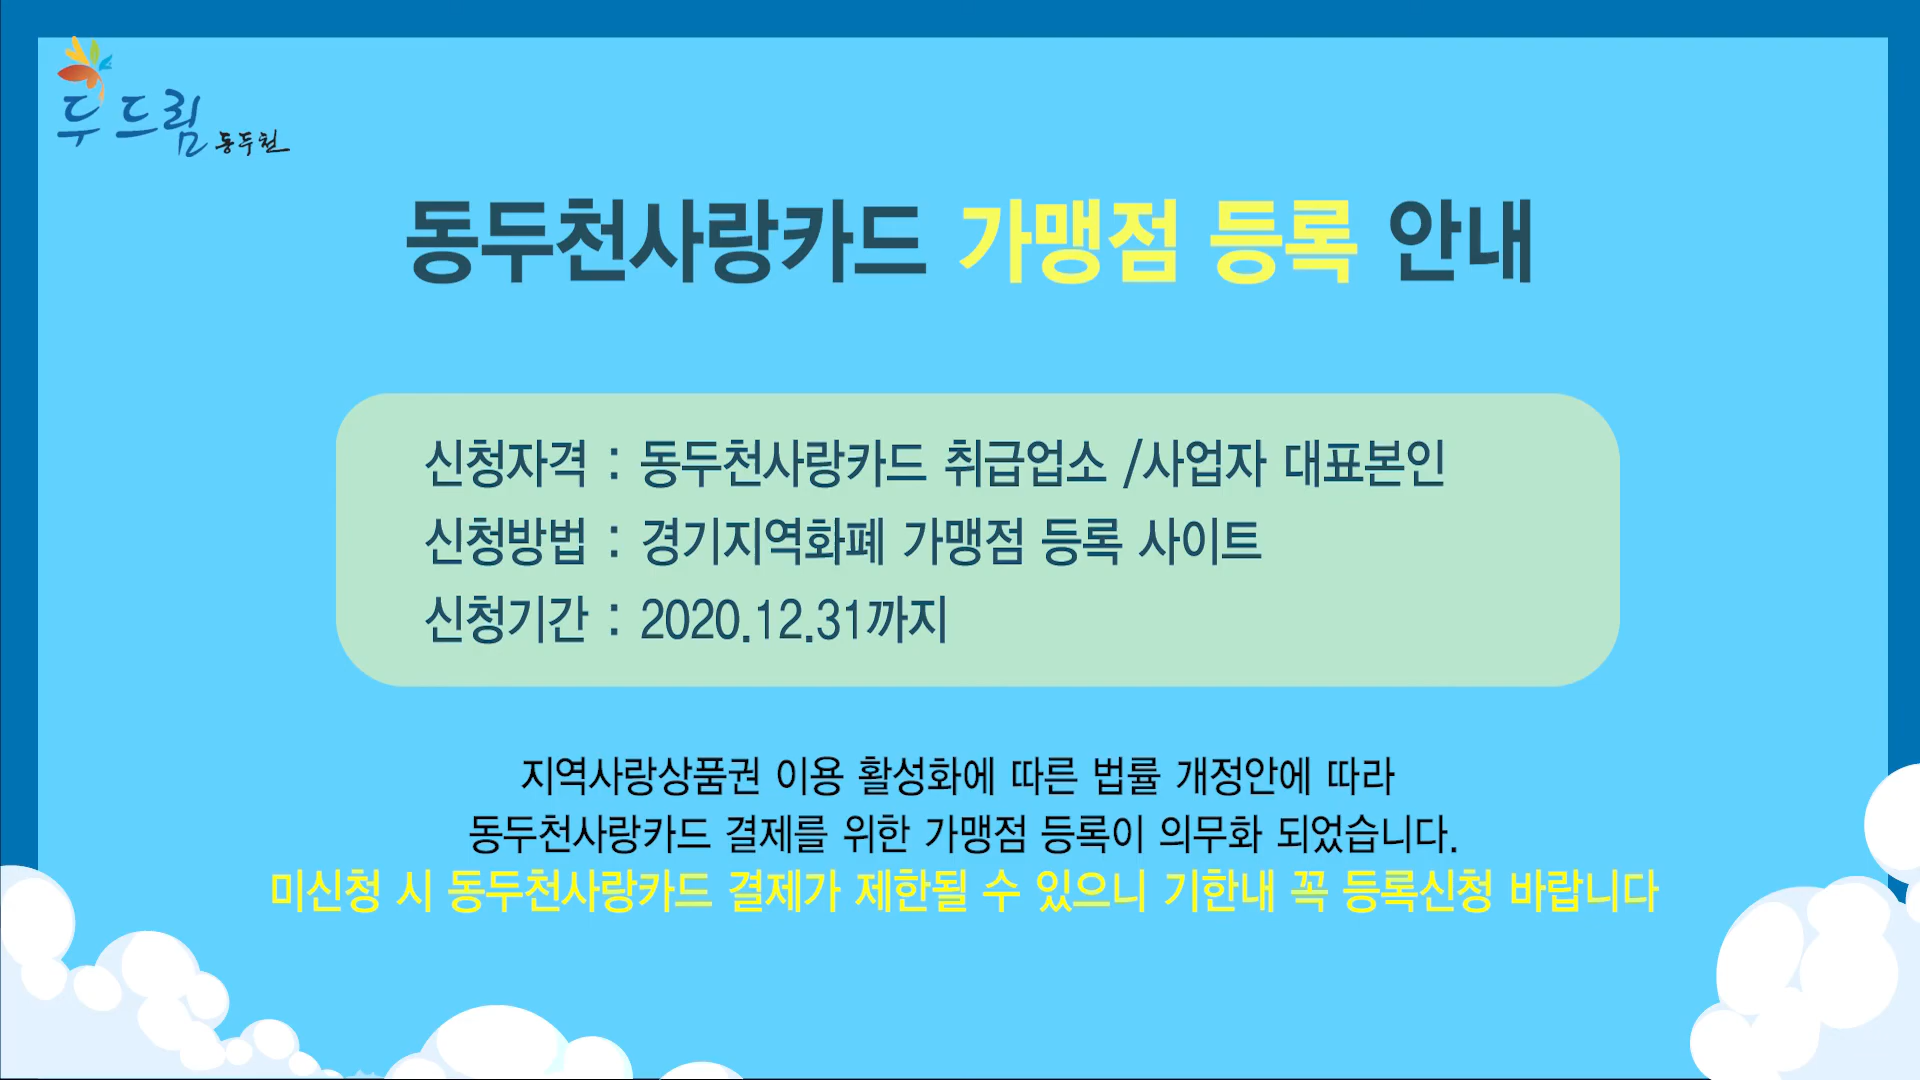 두드림 동두천
동두천사랑카드 가맹점 등록 안내
신청자격 : 동두천사랑카드 취급업소 /사업자 대표본인
신청방법 : 경기지역화폐 가맹점 등록 사이트
신청기간 : 2020.12.31까지
지역사랑상품권 이용 활성화에 따른 법률 개정안에 따라
동두천사랑카드 결제를 위한 가맹점 등록이 의무화 되었습니다.
미신청 시 동두천사랑카드 결제가 제한될 수 있으니 기한내 꼭 등록신청 바랍니다